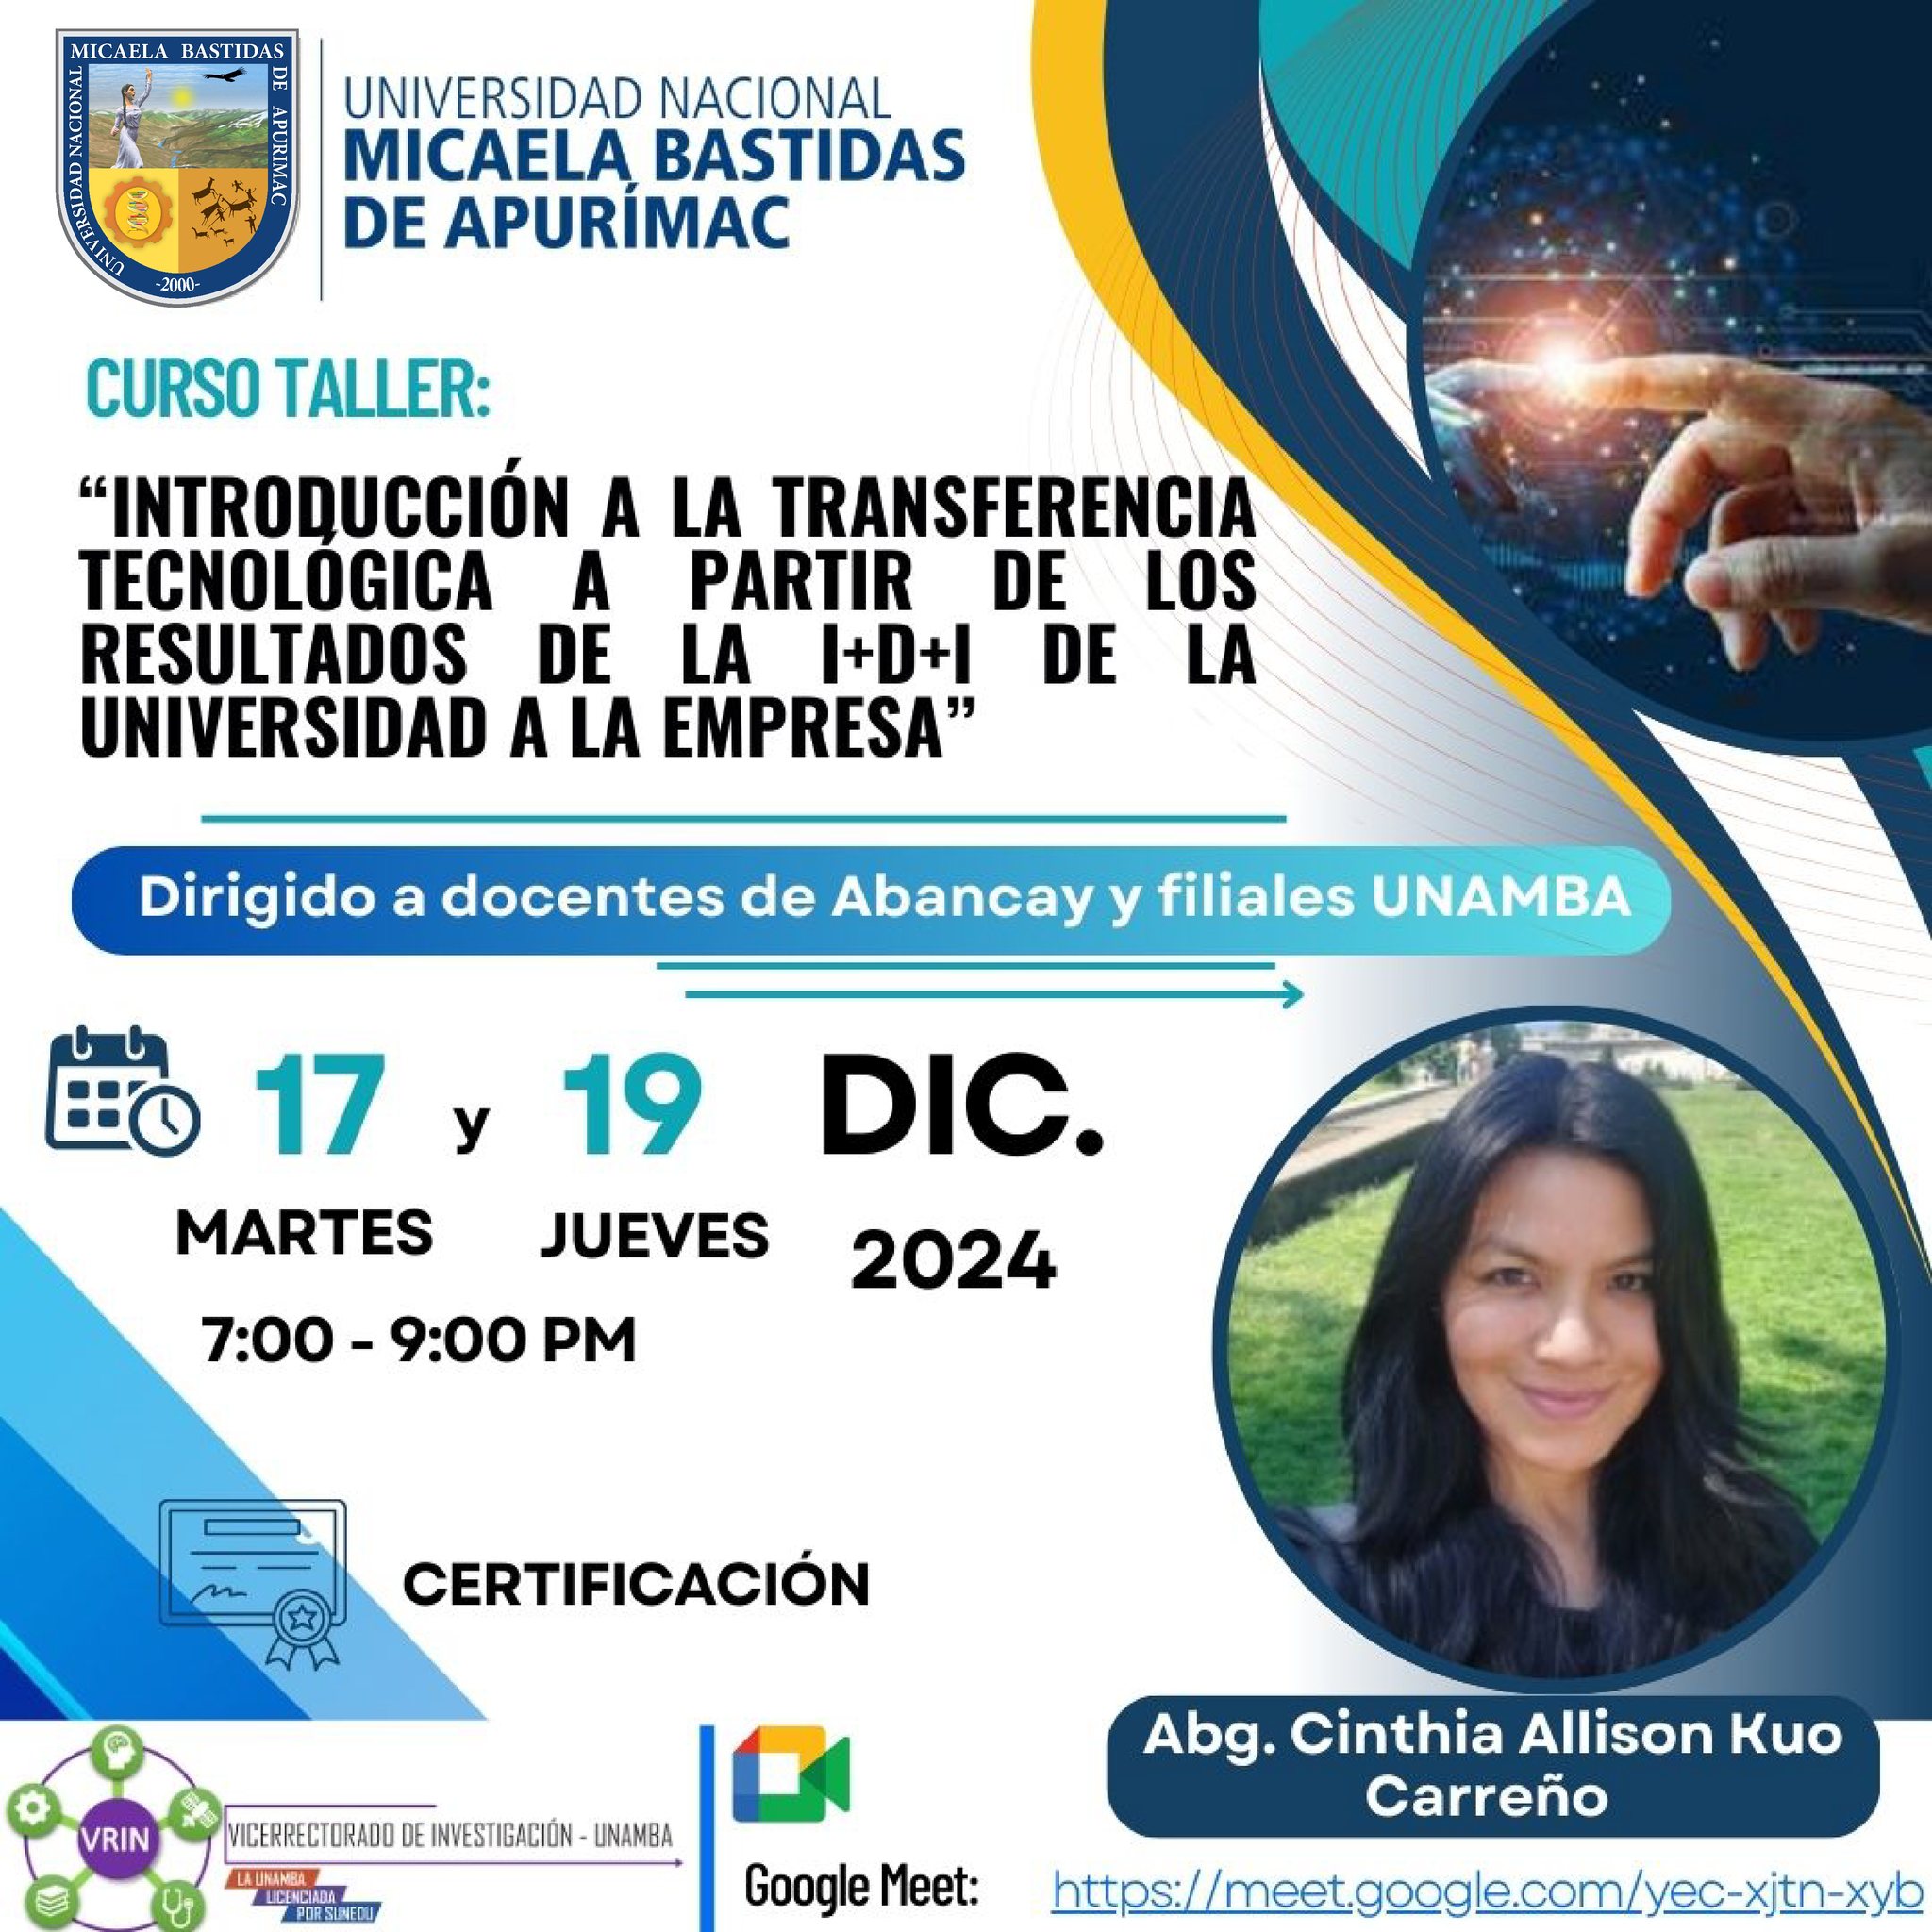 MICAELA BASTIDAS
UNIVERSIDAD NACIONAL
DE APURIMAC
-2000-
UNIVERSIDAD NACIONAL
MICAELA BASTIDAS
DE APURÍMAC
CURSO TALLER:
“INTRODUCCIÓN A LA TRANSFERENCIA
TECNOLÓGICA A PARTIR DE LOS
RESULTADOS DE LA I+D+I DE LA
UNIVERSIDAD A LA EMPRESA”
Dirigido a docentes de Abancay y filiales UNAMBA
17 y 19 DIC.
MARTES JUEVES 2024
7:00 - 9:00 PM
CERTIFICACIÓN
Abg. Cinthia Allison Kuo
Carreño
VRIN
VICERRECTORADO DE INVESTIGACIÓN - UNAMBA
LA UNAMBA
LICENCIADA
POR SUNEDU
Google Meet: https://meet.google.com/yec-xjtn-xyb